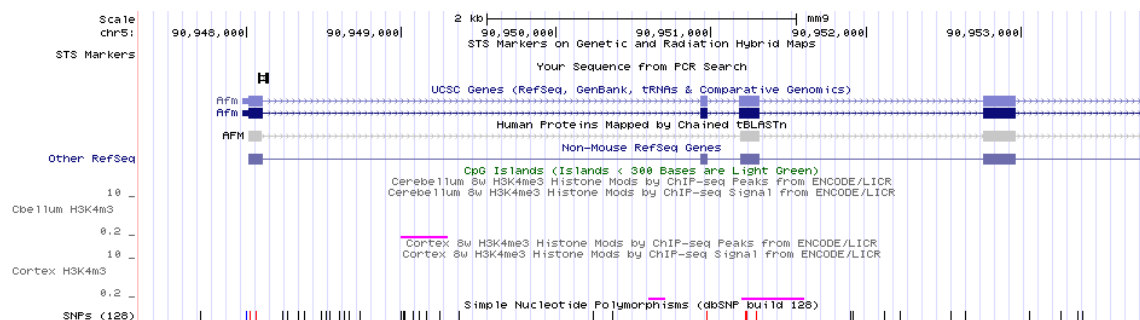 Scale 2 kb mm9
chr5: 90,948,000 90,949,000 90,950,000 90,951,000 90,952,000 90,953,000
STS Markers on Genetic and Radiation Hybrid Maps
STS Markers
Your Sequence from PCR Search
UCSC Genes (RefSeq, GenBank, tRNAs & Comparative Genomics)
Afm
Afm
Human Proteins Mapped by Chained tBLASTn
AFM
Non-Mouse RefSeq Genes
Other RefSeq
CpG Islands (Islands < 300 Bases are Light Green)
Cerebellum 8w H3K4me3 Histone Mods by ChIP-seq Peaks from ENCODE/LICR
10 _ Cerebellum 8w H3K4me3 Histone Mods by ChIP-seq Signal from ENCODE/LICR
Cbellum H3K4m3
0.2 _
Cortex 8w H3K4me3 Histone Mods by ChIP-seq Peaks from ENCODE/LICR
10 _ Cortex 8w H3K4me3 Histone Mods by ChIP-seq Signal from ENCODE/LICR
Cortex H3K4m3
0.2 _
Simple Nucleotide Polymorphisms (dbSNP build 128)
SNPs (128)